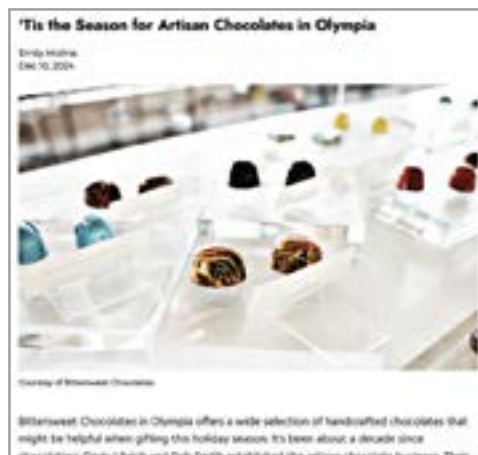 'Tis the Season for Artisan Chocolates in Olympia
Emily Molina
Dec 10, 2024
Courtesy of Bittersweet Chocolates
Bittersweet Chocolates in Olympia offers a wide selection of handcrafted chocolates that
might be helpful when gifting this holiday season. It's been about a decade since